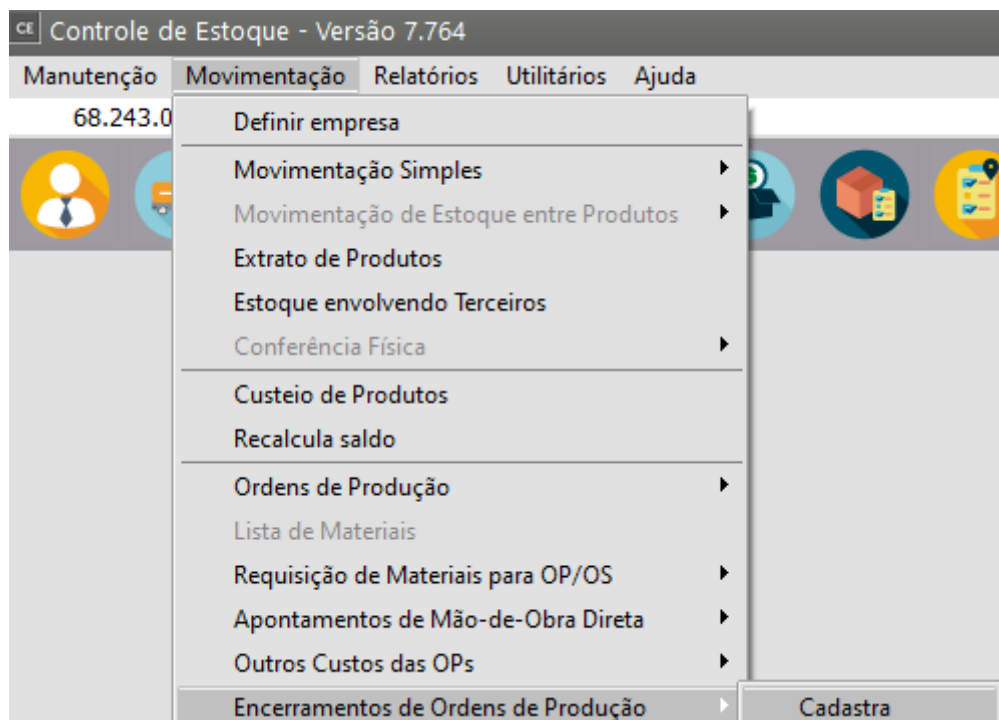 CE Controle de Estoque - Versão 7.764
Manutenção Movimentação Relatórios Utilitários Ajuda
68.243.0
Definir empresa
Movimentação Simples
Movimentação de Estoque entre Produtos
Extrato de Produtos
Estoque envolvendo Terceiros
Conferência Física
Custeio de Produtos
Recalcula saldo
Ordens de Produção
Lista de Materiais
Requisição de Materiais para OP/OS
Apontamentos de Mão-de-Obra Direta
Outros Custos das OPs
Encerramentos de Ordens de Produção Cadastra